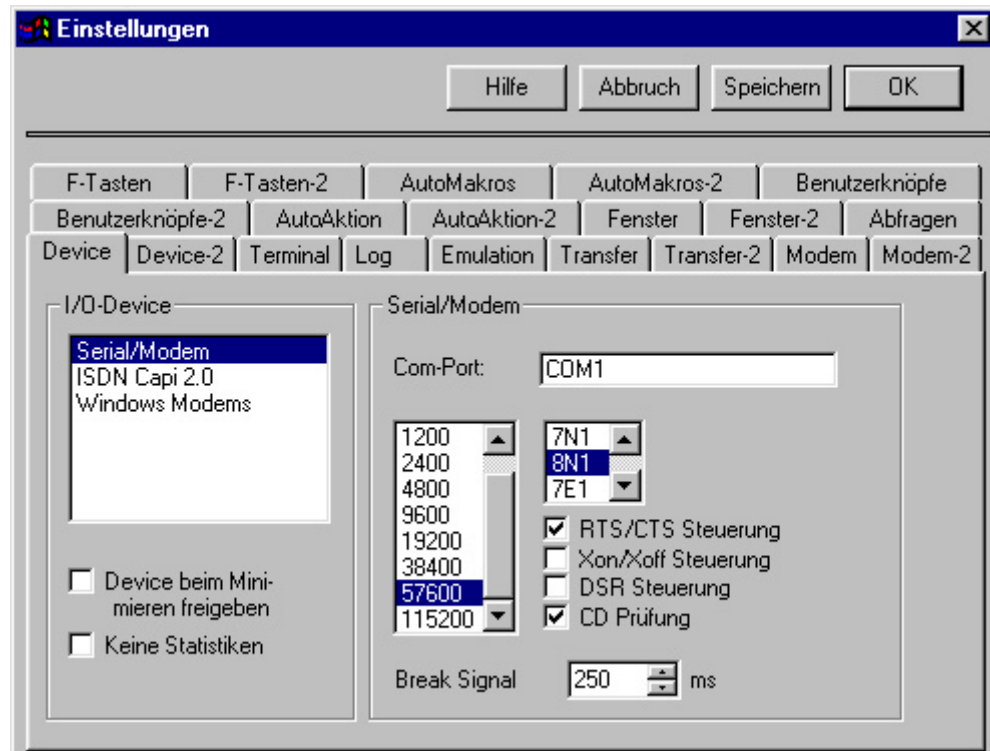 Einstellungen
Hilfe Abbruch Speichern OK
F-Tasten F-Tasten-2 AutoMakros AutoMakros-2 Benutzerknöpfe
Benutzerknöpfe-2 AutoAktion AutoAktion-2 Fenster Fenster-2 Abfragen
Device Device-2 Terminal Log Emulation Transfer Transfer-2 Modem Modem-2
I/O-Device
Serial/Modem
ISDN Capi 2.0
Windows Modems
Device beim Mini-
mieren freigeben
Keine Statistiken
Serial/Modem
Com-Port: COM1
1200
2400
4800
9600
19200
38400
57600
115200
7N1
8N1
7E1
RTS/CTS Steuerung
Xon/Xoff Steuerung
DSR Steuerung
CD Prüfung
Break Signal 250 ms